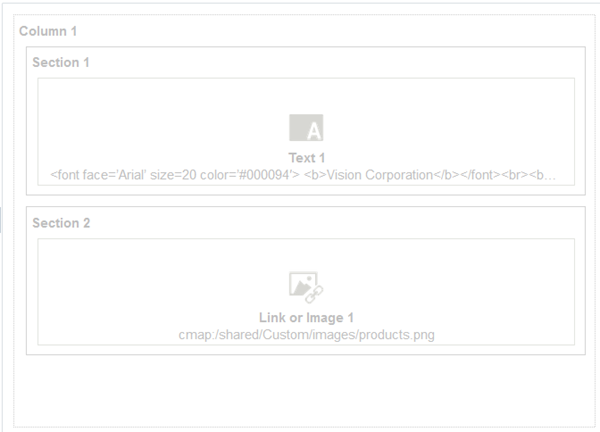 Column 1
Section 1
A
Text 1
<font face='Arial' size=20 color='#000094'> <b>Vision Corporation</b></font><br><b...
Section 2
Link or Image 1
cmap:/shared/Custom/images/products.png